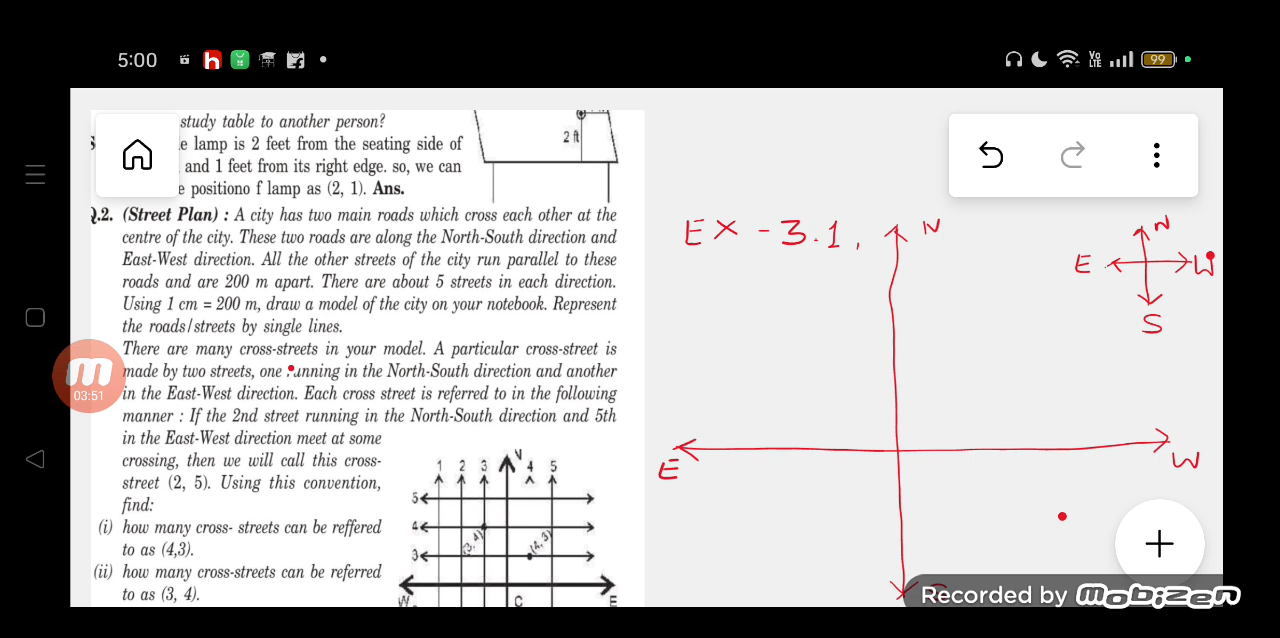 5:00
h
Vo
LTE
99
study table to another person?
e lamp is 2 feet from the seating side of
and 1 feet from its right edge. so, we can
e positiono f lamp as (2, 1). Ans.
2 ft
Q.2. (Street Plan) : A city has two main roads which cross each other at the
centre of the city. These two roads are along the North-South direction and
East-West direction. All the other streets of the city run parallel to these
roads and are 200 m apart. There are about 5 streets in each direction.
Using 1 cm = 200 m, draw a model of the city on your notebook. Represent
the roads/streets by single lines.
There are many cross-streets in your model. A particular cross-street is
made by two streets, one running in the North-South direction and another
in the East-West direction. Each cross street is referred to in the following
manner : If the 2nd street running in the North-South direction and 5th
in the East-West direction meet at some
crossing, then we will call this cross-
street (2, 5). Using this convention,
find:
(i) how many cross- streets can be reffered
to as (4,3).
(ii) how many cross-streets can be referred
to as (3, 4).
1 2 3 4 5
5
4
3
(3, 4)
(4, 3)
W
C
E
m
03:51
EX - 3.1,
N
E
W
N
E
W
S
+
Recorded by mobizen